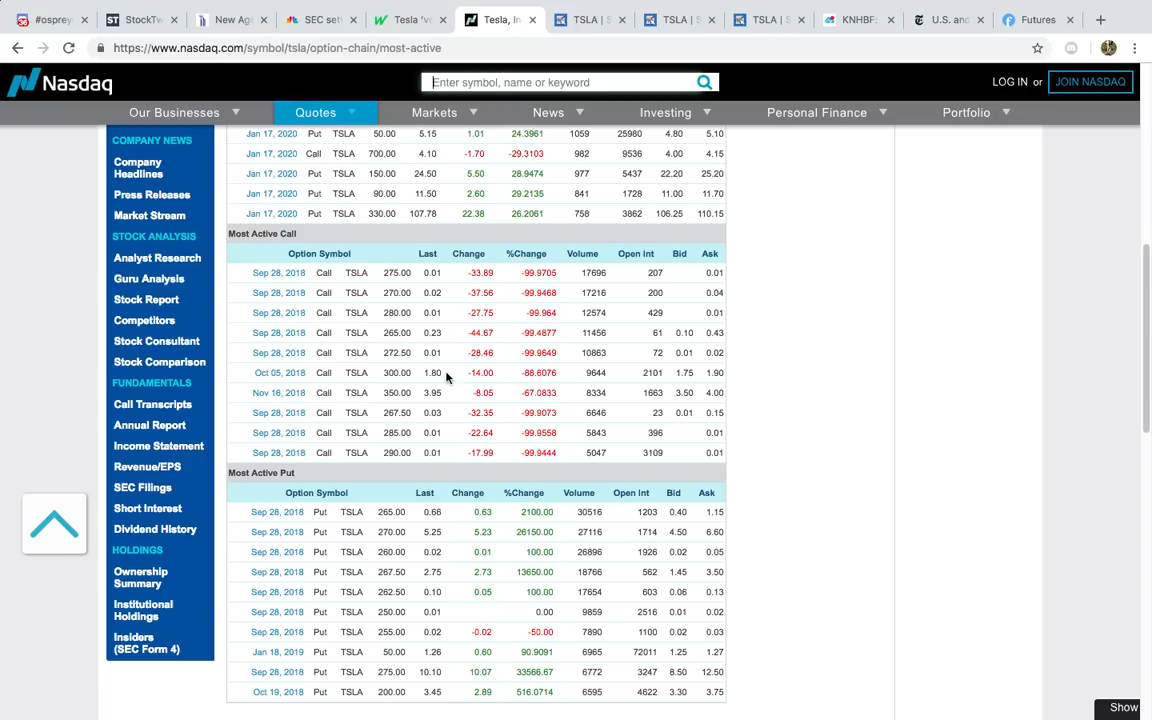 #osprey
StockTw
New Age
SEC set
Tesla 've
Tesla, In
TSLA | S
TSLA | S
TSLA | S
KNHBF:
U.S. and
Futures
https://www.nasdaq.com/symbol/tsla/option-chain/most-active
Nasdaq
Enter symbol, name or keyword
LOG IN or JOIN NASDAQ
Our Businesses Quotes Markets News Investing Personal Finance Portfolio
COMPANY NEWS
Company
Headlines
Press Releases
Market Stream
STOCK ANALYSIS
Analyst Research
Guru Analysis
Stock Report
Competitors
Stock Consultant
Stock Comparison
FUNDAMENTALS
Call Transcripts
Annual Report
Income Statement
Revenue/EPS
SEC Filings
Short Interest
Dividend History
HOLDINGS
Ownership
Summary
Institutional
Holdings
Insiders
(SEC Form 4)
Jan 17, 2020 Put TSLA 50.00 5.15 1.01 24.3961 1059 25980 4.80 5.10
Jan 17, 2020 Call TSLA 700.00 4.10 -1.70 -29.3103 982 9536 4.00 4.15
Jan 17, 2020 Put TSLA 150.00 24.50 5.50 28.9474 977 5437 22.20 25.20
Jan 17, 2020 Put TSLA 90.00 11.50 2.60 29.2135 841 1728 11.00 11.70
Jan 17, 2020 Put TSLA 330.00 107.78 22.38 26.2061 758 3862 106.25 110.15
Most Active Call
Option Symbol Last Change %Change Volume Open Int Bid Ask
Sep 28, 2018 Call TSLA 275.00 0.01 -33.89 -99.9705 17696 207 0.01
Sep 28, 2018 Call TSLA 270.00 0.02 -37.56 -99.9468 17216 200 0.04
Sep 28, 2018 Call TSLA 280.00 0.01 -27.75 -99.964 12574 429 0.01
Sep 28, 2018 Call TSLA 265.00 0.23 -44.67 -99.4877 11456 61 0.10 0.43
Sep 28, 2018 Call TSLA 272.50 0.01 -28.46 -99.9649 10863 72 0.01 0.02
Oct 05, 2018 Call TSLA 300.00 1.80 -14.00 -88.6076 9644 2101 1.75 1.90
Nov 16, 2018 Call TSLA 350.00 3.95 -8.05 -67.0833 8334 1663 3.50 4.00
Sep 28, 2018 Call TSLA 267.50 0.03 -32.35 -99.9073 6646 23 0.01 0.15
Sep 28, 2018 Call TSLA 285.00 0.01 -22.64 -99.9558 5843 396 0.01
Sep 28, 2018 Call TSLA 290.00 0.01 -17.99 -99.9444 5047 3109 0.01
Most Active Put
Option Symbol Last Change %Change Volume Open Int Bid Ask
Sep 28, 2018 Put TSLA 265.00 0.66 0.63 2100.00 30516 1203 0.40 1.15
Sep 28, 2018 Put TSLA 270.00 5.25 5.23 26150.00 27116 1714 4.50 6.60
Sep 28, 2018 Put TSLA 260.00 0.02 0.01 100.00 26896 1926 0.02 0.05
Sep 28, 2018 Put TSLA 267.50 2.75 2.73 13650.00 18766 562 1.45 3.50
Sep 28, 2018 Put TSLA 262.50 0.10 0.05 100.00 17654 603 0.06 0.13
Sep 28, 2018 Put TSLA 250.00 0.01 0.00 9859 2516 0.01 0.02
Sep 28, 2018 Put TSLA 255.00 0.02 -0.02 -50.00 7890 1100 0.02 0.03
Jan 18, 2019 Put TSLA 50.00 1.26 0.60 90.9091 6965 72011 1.25 1.27
Sep 28, 2018 Put TSLA 275.00 10.10 10.07 33566.67 6772 3247 8.50 12.50
Oct 19, 2018 Put TSLA 200.00 3.45 2.89 516.0714 6595 4622 3.30 3.75
Show